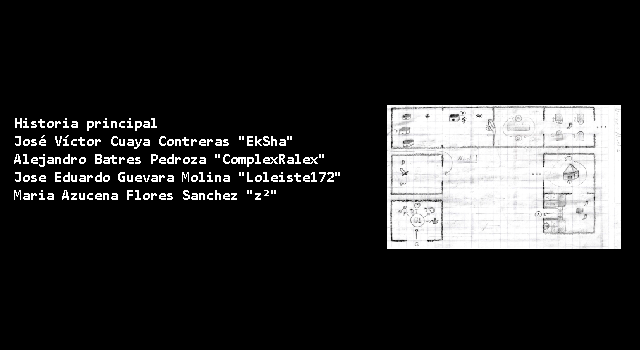 Historia principal
José Víctor Cuaya Contreras "EkSha"
Alejandro Batres Pedroza "ComplexRalex"
Jose Eduardo Guevara Molina "Loleiste172"
Maria Azucena Flores Sanchez "z²"